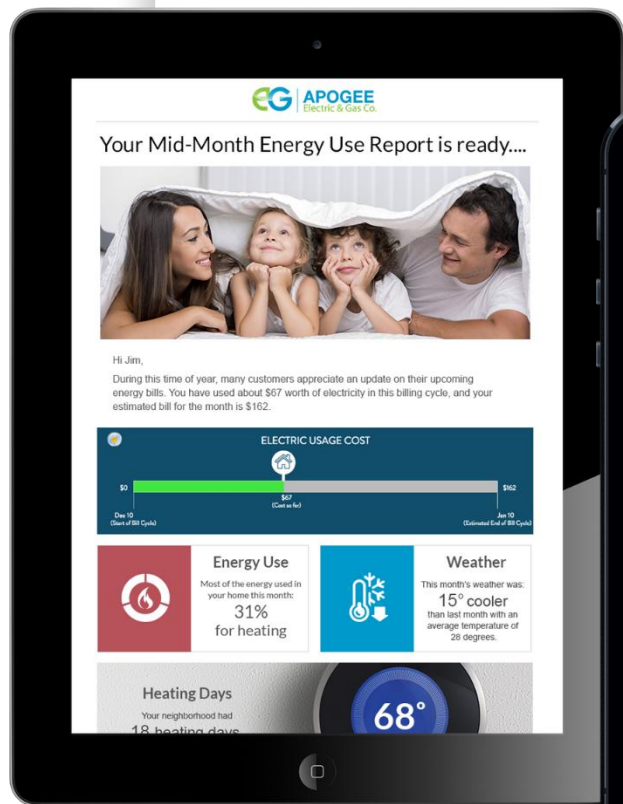 eG APOGEE
Electric & Gas Co.
Your Mid-Month Energy Use Report is ready....
Hi Jim,
During this time of year, many customers appreciate an update on their upcoming
energy bills. You have used about $67 worth of electricity in this billing cycle, and your
estimated bill for the month is $162.
ELECTRIC USAGE COST
$0
$162
$67
(Cost so far)
Dec 10
(Start of Bill Cycle)
Jan 10
(Estimated End of Bill Cycle)
Energy Use
Most of the energy used in
your home this month:
31%
for heating
Weather
This month's weather was:
15° cooler
than last month with an
average temperature of
28 degrees.
Heating Days
Your neighborhood had
18 heating days
68°